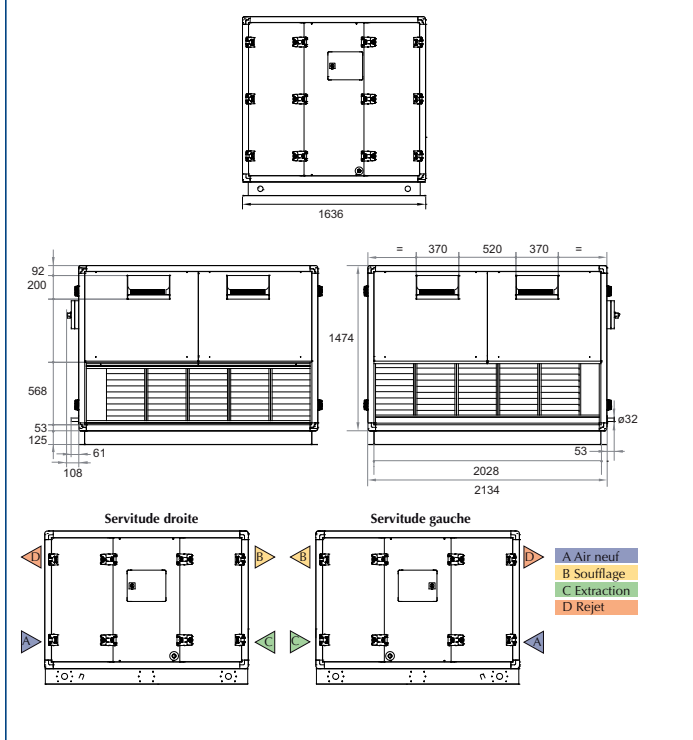 1636
= 370 520 370 =
92
200
1474
568
ø32
53
125
61
53
108
2028
2134
Servitude droite
Servitude gauche
D
B
B
D
A Air neuf
B Soufflage
C Extraction
D Rejet
A
C
C
A